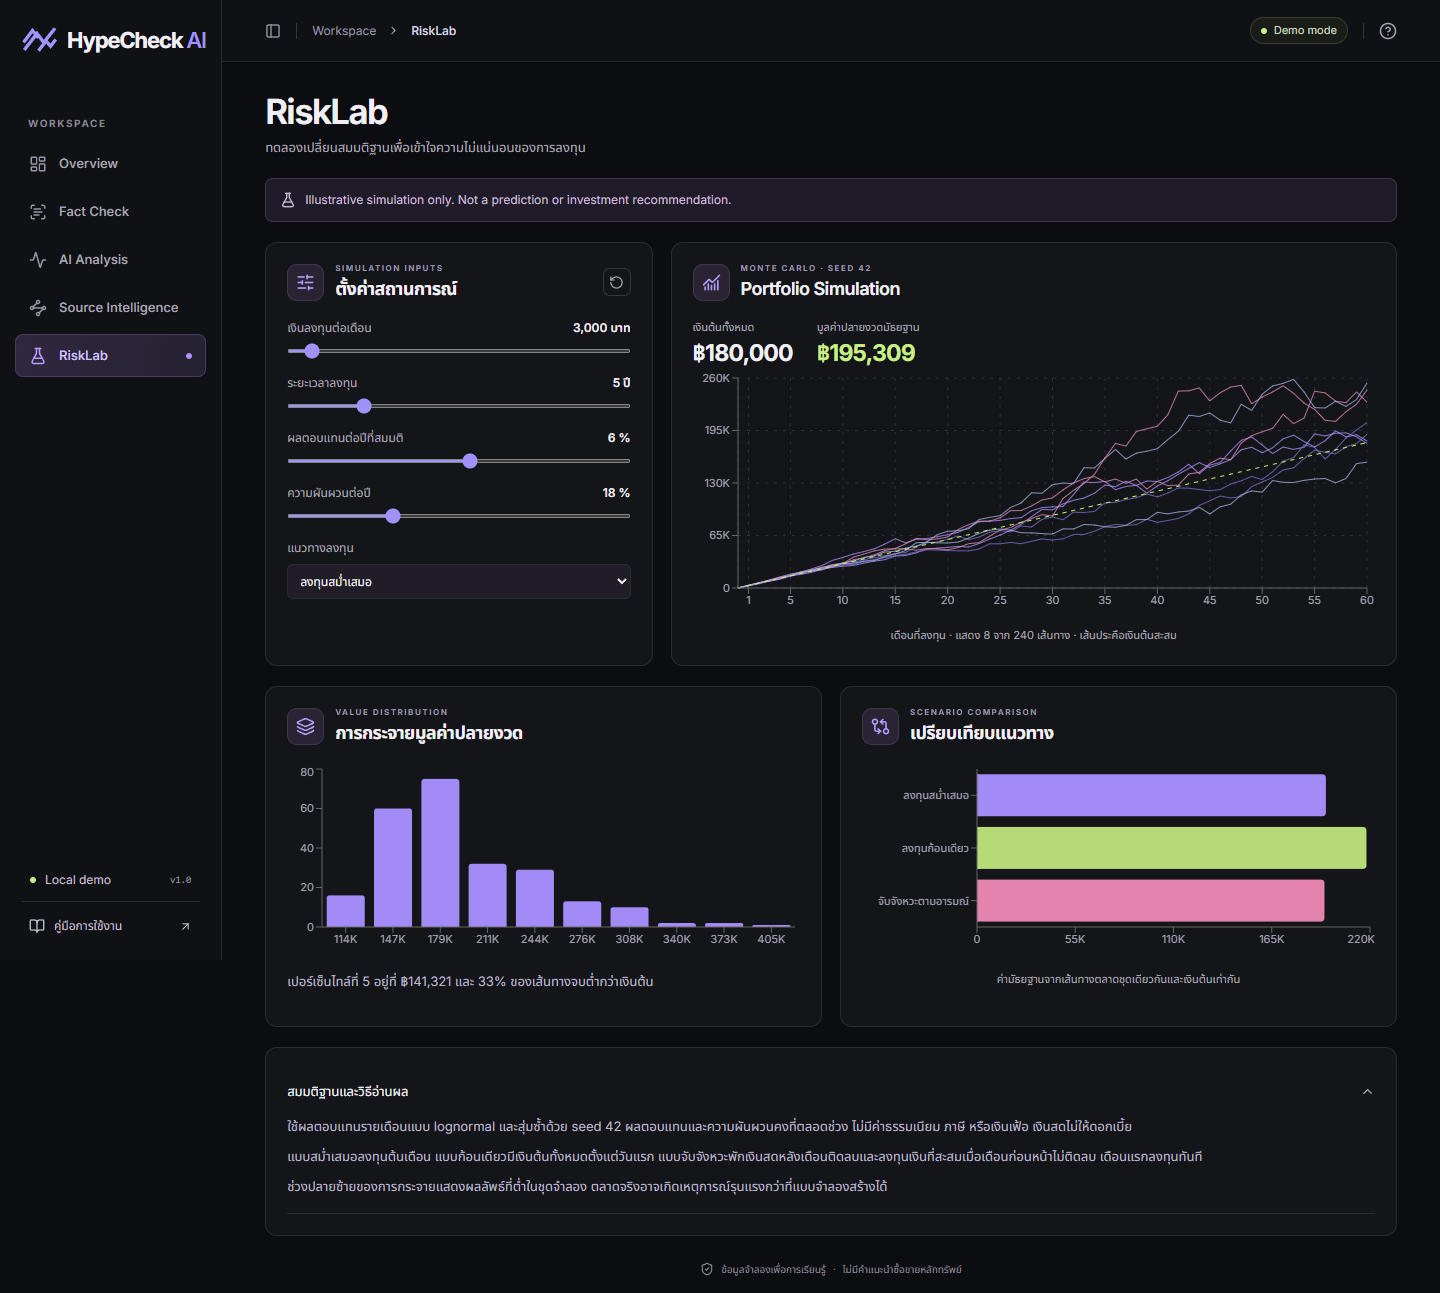 HypeCheck AI
Workspace
RiskLab
Demo mode
WORKSPACE
Overview
Fact Check
AI Analysis
Source Intelligence
RiskLab
Local demo
v1.0
คู่มือการใช้งาน
RiskLab
ทดลองเปลี่ยนสมมติฐานเพื่อเข้าใจความไม่แน่นอนของการลงทุน
Illustrative simulation only. Not a prediction or investment recommendation.
SIMULATION INPUTS
ตั้งค่าสถานการณ์
เงินลงทุนต่อเดือน 3,000 บาท
ระยะเวลาลงทุน 5 ปี
ผลตอบแทนต่อปีที่สมมติ 6 %
ความผันผวนต่อปี 18 %
แนวทางลงทุน
ลงทุนสม่ำเสมอ
MONTE CARLO · SEED 42
Portfolio Simulation
เงินต้นทั้งหมด มูลค่าปลายงวดมัธยฐาน
฿180,000 ฿195,309
260K
195K
130K
65K
0
1 5 10 15 20 25 30 35 40 45 50 55 60
เดือนที่ลงทุน · แสดง 8 จาก 240 เส้นทาง · เส้นประคือเงินต้นสะสม
VALUE DISTRIBUTION
การกระจายมูลค่าปลายงวด
80
60
40
20
0
114K 147K 179K 211K 244K 276K 308K 340K 373K 405K
เปอร์เซ็นไทล์ที่ 5 อยู่ที่ ฿141,321 และ 33% ของเส้นทางจบต่ำกว่าเงินต้น
SCENARIO COMPARISON
เปรียบเทียบแนวทาง
ลงทุนสม่ำเสมอ
ลงทุนก้อนเดียว
จับจังหวะตามอารมณ์
0 55K 110K 165K 220K
ค่ามัธยฐานจากเส้นทางตลาดชุดเดียวกันและเงินต้นเท่ากัน
สมมติฐานและวิธีอ่านผล
ใช้ผลตอบแทนรายเดือนแบบ lognormal และสุ่มซ้ำด้วย seed 42 ผลตอบแทนและความผันผวนคงที่ตลอดช่วง ไม่มีค่าธรรมเนียม ภาษี หรือเงินเฟ้อ เงินสดไม่ให้ดอกเบี้ย
แบบสม่ำเสมอลงทุนต้นเดือน แบบก้อนเดียวมีเงินต้นทั้งหมดตั้งแต่วันแรก แบบจับจังหวะพักเงินสดหลังเดือนติดลบและลงทุนเงินที่สะสมเมื่อเดือนก่อนหน้าไม่ติดลบ เดือนแรกลงทุนทันที
ช่วงปลายซ้ายของการกระจายแสดงผลลัพธ์ที่ต่ำในชุดจำลอง ตลาดจริงอาจเกิดเหตุการณ์รุนแรงกว่าที่แบบจำลองสร้างได้
ข้อมูลจำลองเพื่อการเรียนรู้ · ไม่มีคำแนะนำซื้อขายหลักทรัพย์